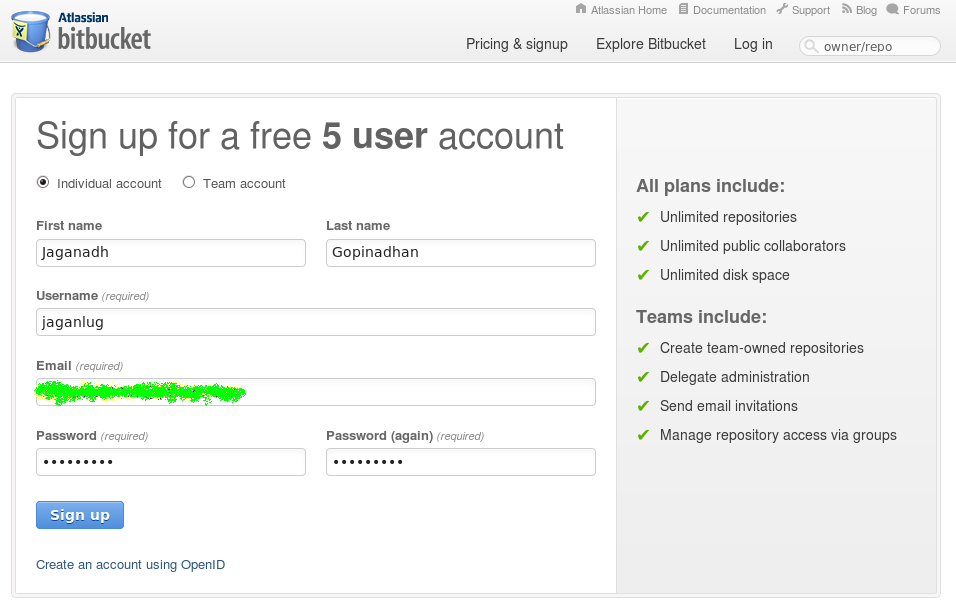 Atlassian Home Documentation Support Blog Forums
Atlassian
bitbucket
Pricing & signup Explore Bitbucket Log in owner/repo
Sign up for a free 5 user account
Individual account Team account
First name Last name
Jaganadh Gopinadhan
Username (required)
jaganlug
Email (required)
Password (required) Password (again) (required)
••••••••• •••••••••
Sign up
Create an account using OpenID
All plans include:
✔ Unlimited repositories
✔ Unlimited public collaborators
✔ Unlimited disk space
Teams include:
✔ Create team-owned repositories
✔ Delegate administration
✔ Send email invitations
✔ Manage repository access via groups